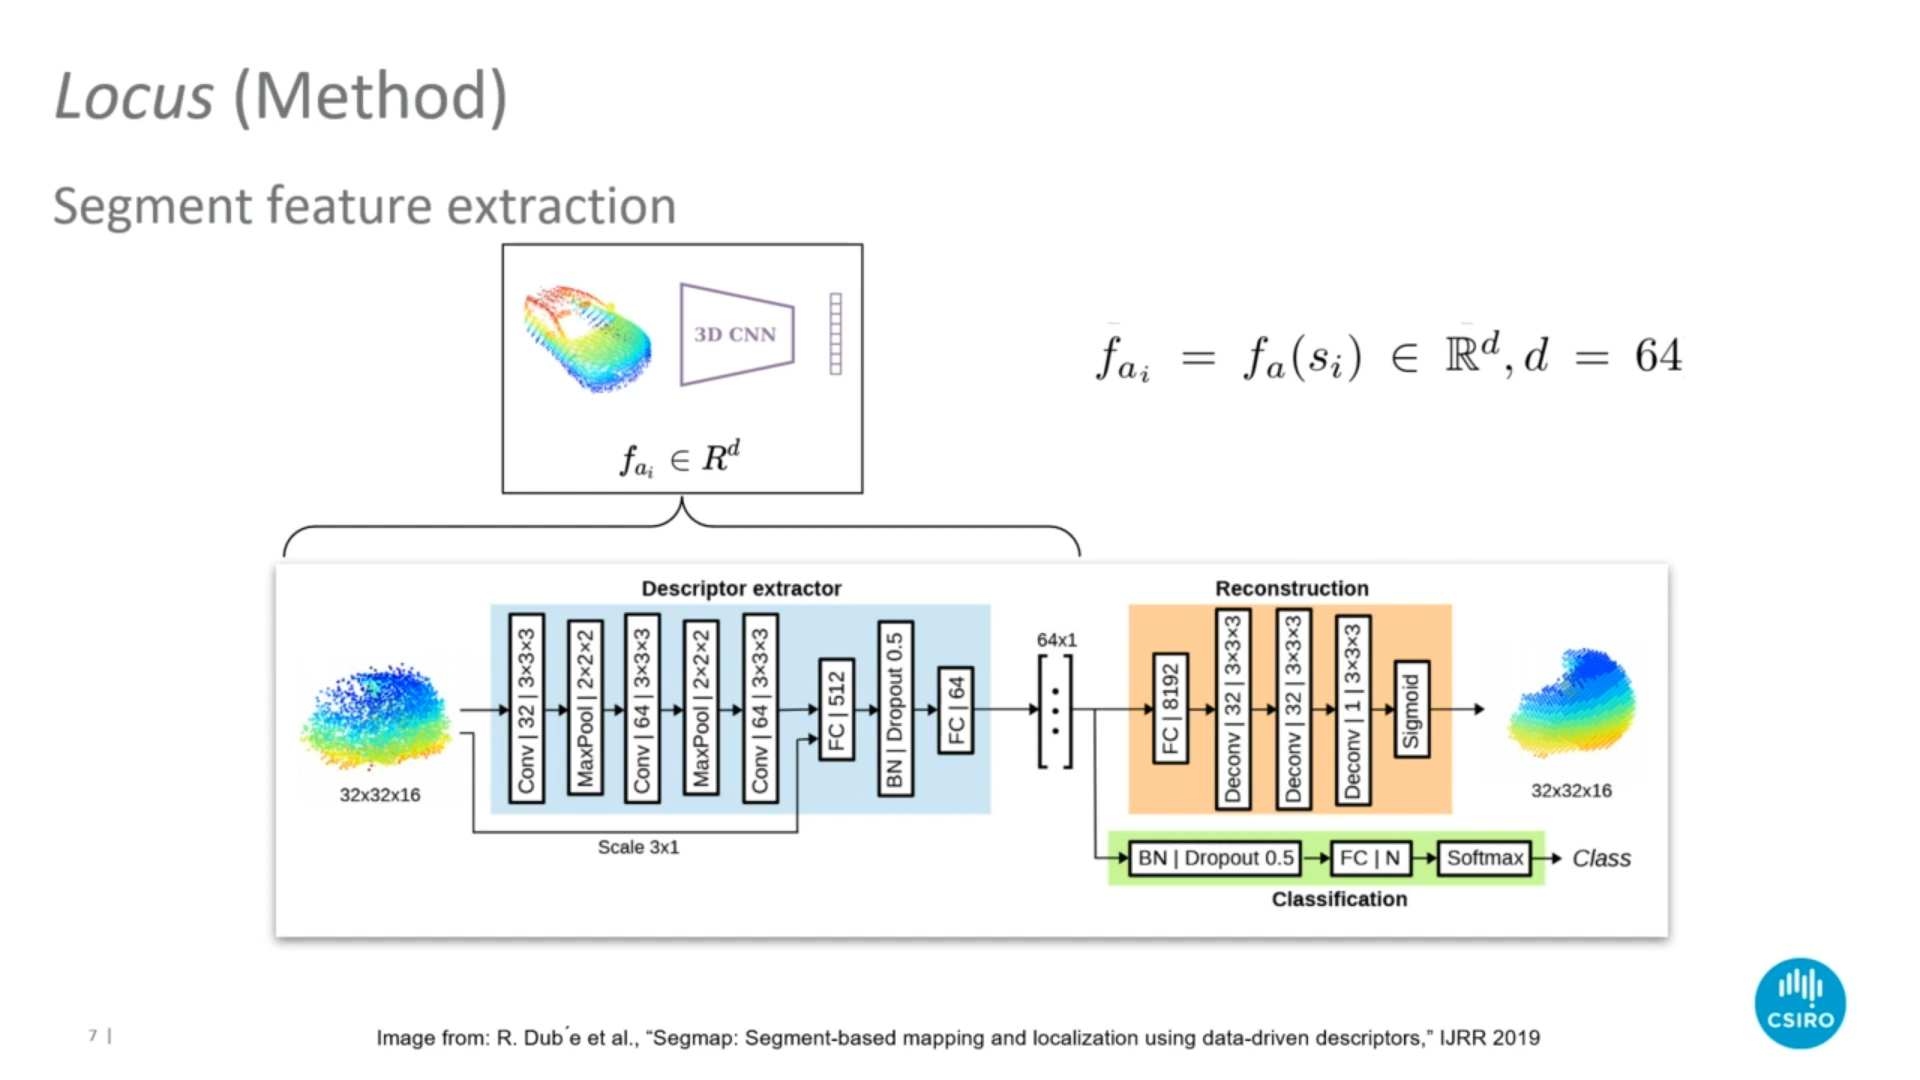 Locus (Method)
Segment feature extraction
3D CNN
f_{a_i} ∈ R^d
f_{a_i} = f_a(s_i) ∈ ℝ^d, d = 64
Descriptor extractor
Reconstruction
32x32x16
Conv | 32 | 3×3×3
MaxPool | 2×2×2
Conv | 64 | 3×3×3
MaxPool | 2×2×2
Conv | 64 | 3×3×3
FC | 512
BN | Dropout 0.5
FC | 64
Scale 3x1
64x1
FC | 8192
Deconv | 32 | 3×3×3
Deconv | 32 | 3×3×3
Deconv | 1 | 3×3×3
Sigmoid
32x32x16
BN | Dropout 0.5
FC | N
Softmax
Class
Classification
7 |
Image from: R. Dub´e et al., “Segmap: Segment-based mapping and localization using data-driven descriptors,” IJRR 2019
CSIRO